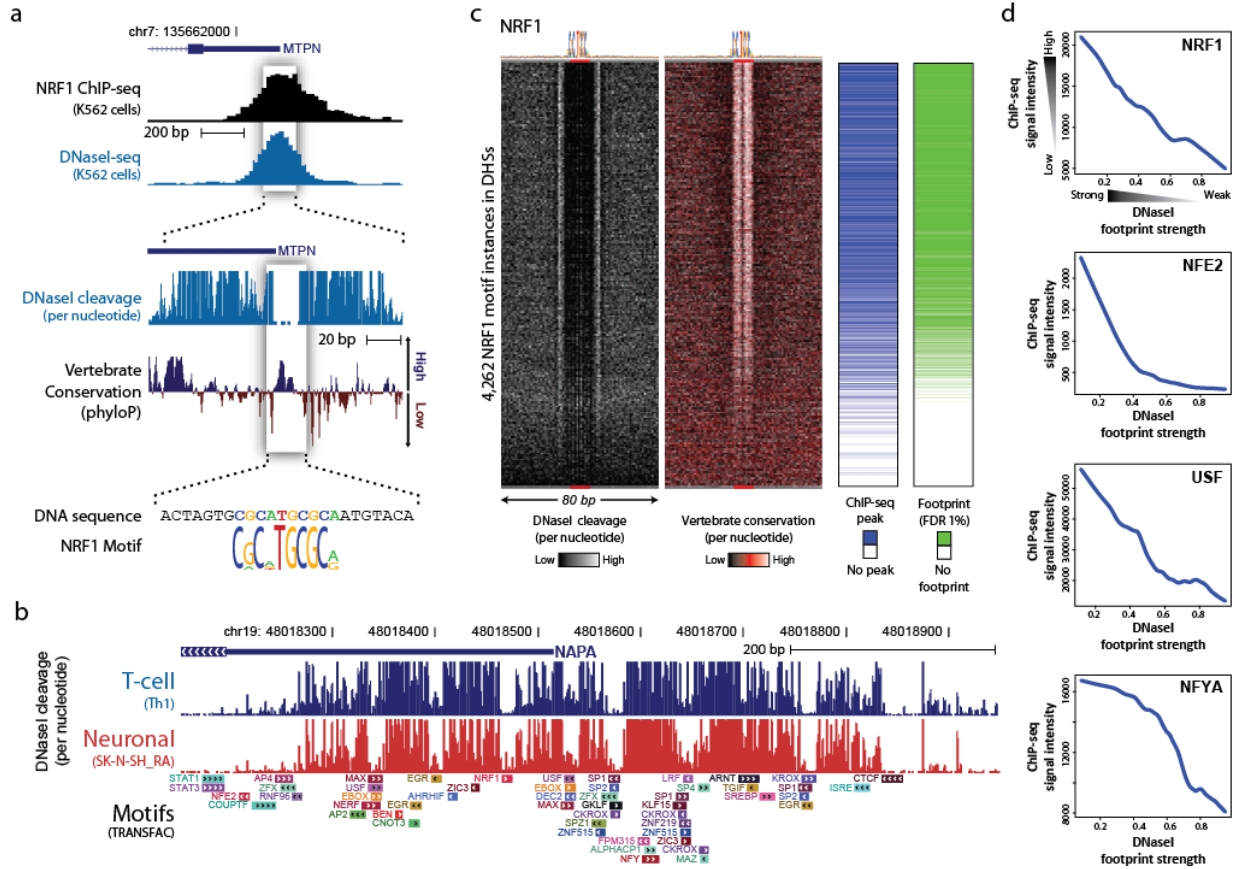 a
chr7: 135662000
MTPN
NRF1 ChIP-seq
(K562 cells)
200 bp
DNaseI-seq
(K562 cells)
MTPN
DNaseI cleavage
(per nucleotide)
20 bp
Vertebrate
Conservation
(phyloP)
High
Low
DNA sequence
ACTAGTGCGCATGCGCAATGTACA
NRF1 Motif
b
chr19: 48018300
48018400
48018500
48018600
48018700
48018800
48018900
NAPA
200 bp
DNaseI cleavage
(per nucleotide)
T-cell
(Th1)
Neuronal
(SK-N-SH_RA)
Motifs
(TRANSFAC)
STAT1 AP4 MAX EGR NRF1 USF SP1 LRF ARNT KROX CTCF
STAT3 ZFX USF ZIC3 EBOX SP2 SP4 TGIF SP1 ISRE
NFE2 RNF96 EBOX AHRHIF DEC2 ZFX SREBP SP2
COUPTF NERF EGR MAX GKLF KLF15 EGR
AP2 BEN CKROX CKROX
CNOT3 SPZ1 ZNF219
ZNF515 ZNF515
FPM315 ZIC3
ALPHACP1 CKROX
NFY MAZ
c
NRF1
4,262 NRF1 motif instances in DHSs
80 bp
DNaseI cleavage
(per nucleotide)
Low High
Vertebrate conservation
(per nucleotide)
Low High
ChIP-seq
peak
No peak
Footprint
(FDR 1%)
No
footprint
d
NRF1
ChIP-seq
signal intensity
High
Low
20000
15000
10000
5000
0.2 0.4 0.6 0.8
Strong Weak
DNaseI
footprint strength
NFE2
ChIP-seq
signal intensity
500
1000
1500
0.2 0.4 0.6 0.8
DNaseI
footprint strength
USF
ChIP-seq
signal intensity
50000
40000
30000
20000
0.2 0.4 0.6 0.8
DNaseI
footprint strength
NFYA
ChIP-seq
signal intensity
16000
12000
8000
0.2 0.4 0.6 0.8
DNaseI
footprint strength